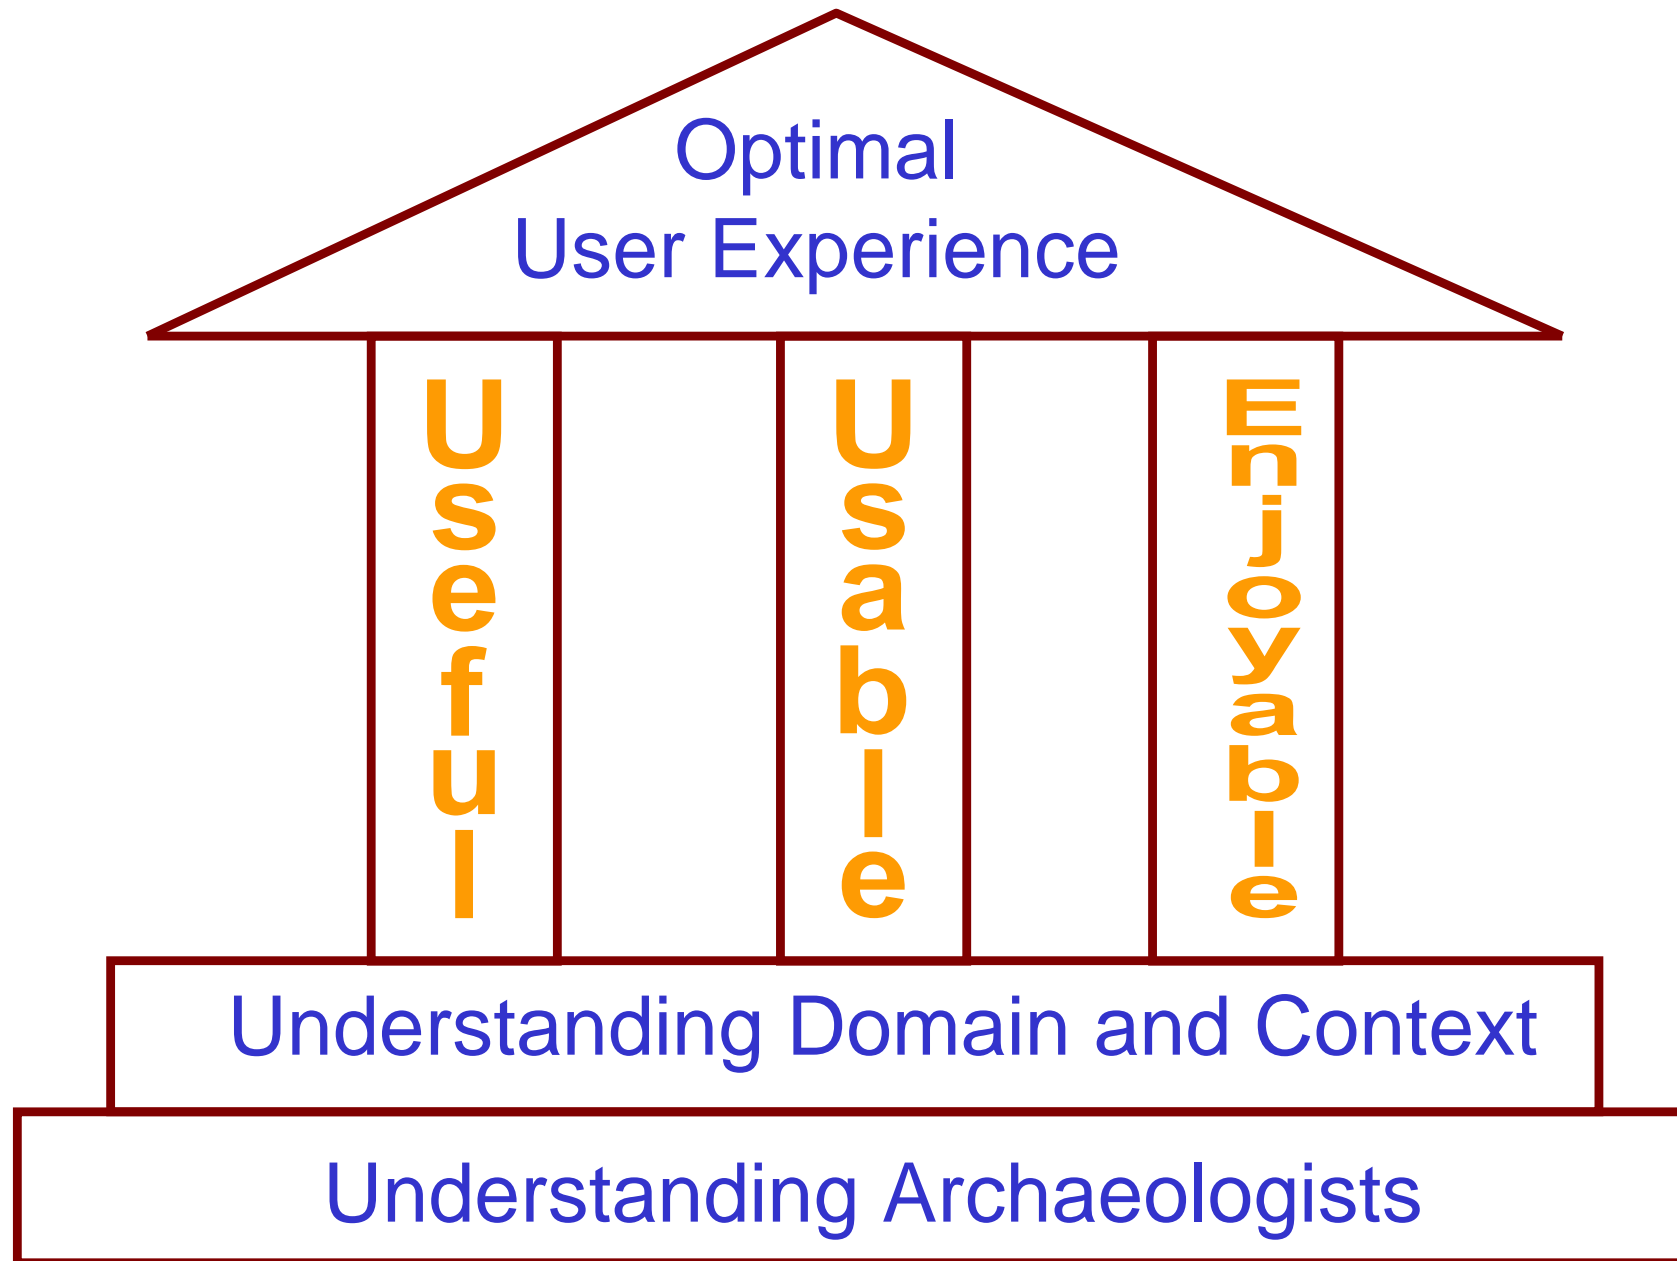 Optimal
User Experience
Useful
Usable
Enjoyable
Understanding Domain and Context
Understanding Archaeologists